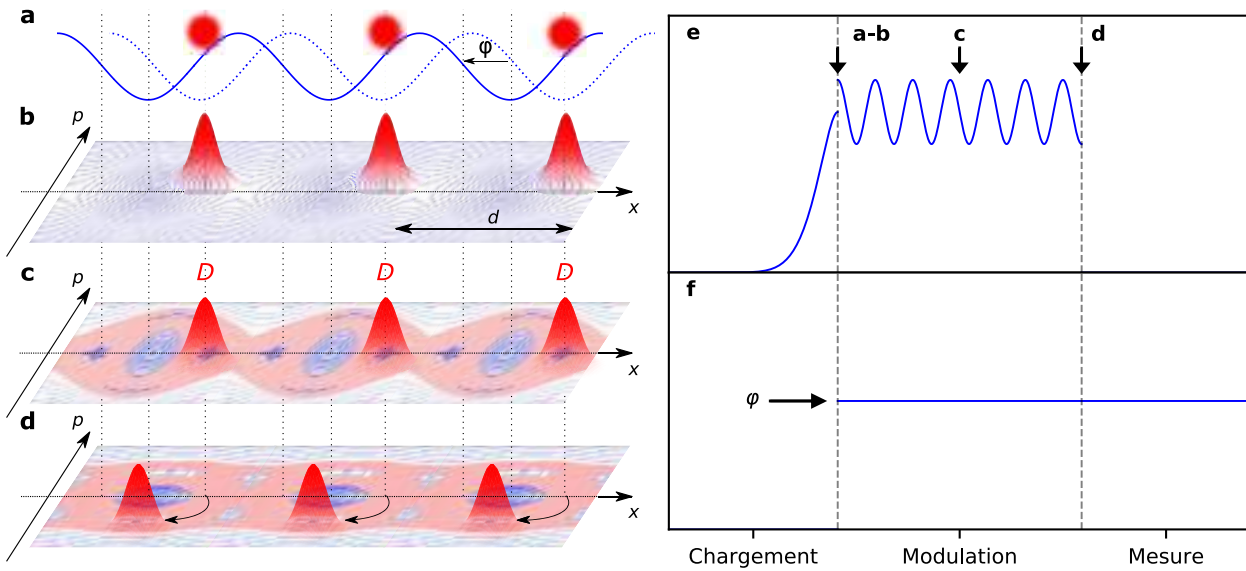 a
φ
b
p
x
d
c
p
D D D
x
d
p
x
e
a-b
c
d
f
φ
Chargement
Modulation
Mesure